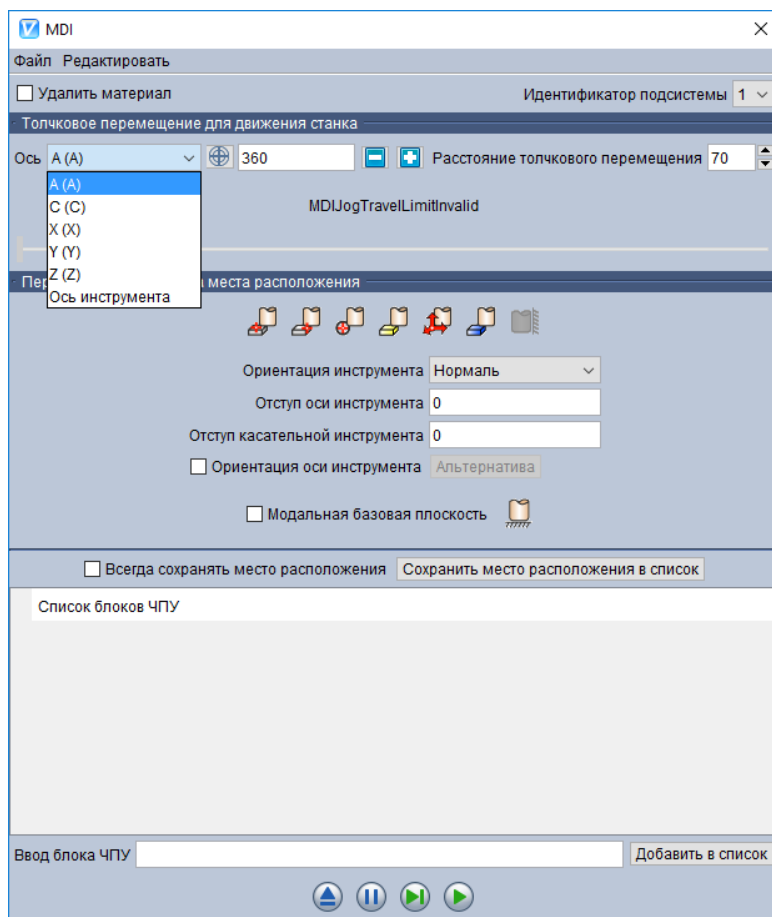 MDI
Файл Редактировать
Удалить материал Идентификатор подсистемы 1
Толчковое перемещение для движения станка
Ось A (A) 360 Расстояние толчкового перемещения 70
A (A)
C (C)
X (X)
MDIJogTravelLimitInvalid
Y (Y)
Z (Z)
Ось инструмента
места расположения
Ориентация инструмента Нормаль
Отступ оси инструмента 0
Отступ касательной инструмента 0
Ориентация оси инструмента Альтернатива
Модальная базовая плоскость
Всегда сохранять место расположения Сохранить место расположения в список
Список блоков ЧПУ
Ввод блока ЧПУ Добавить в список